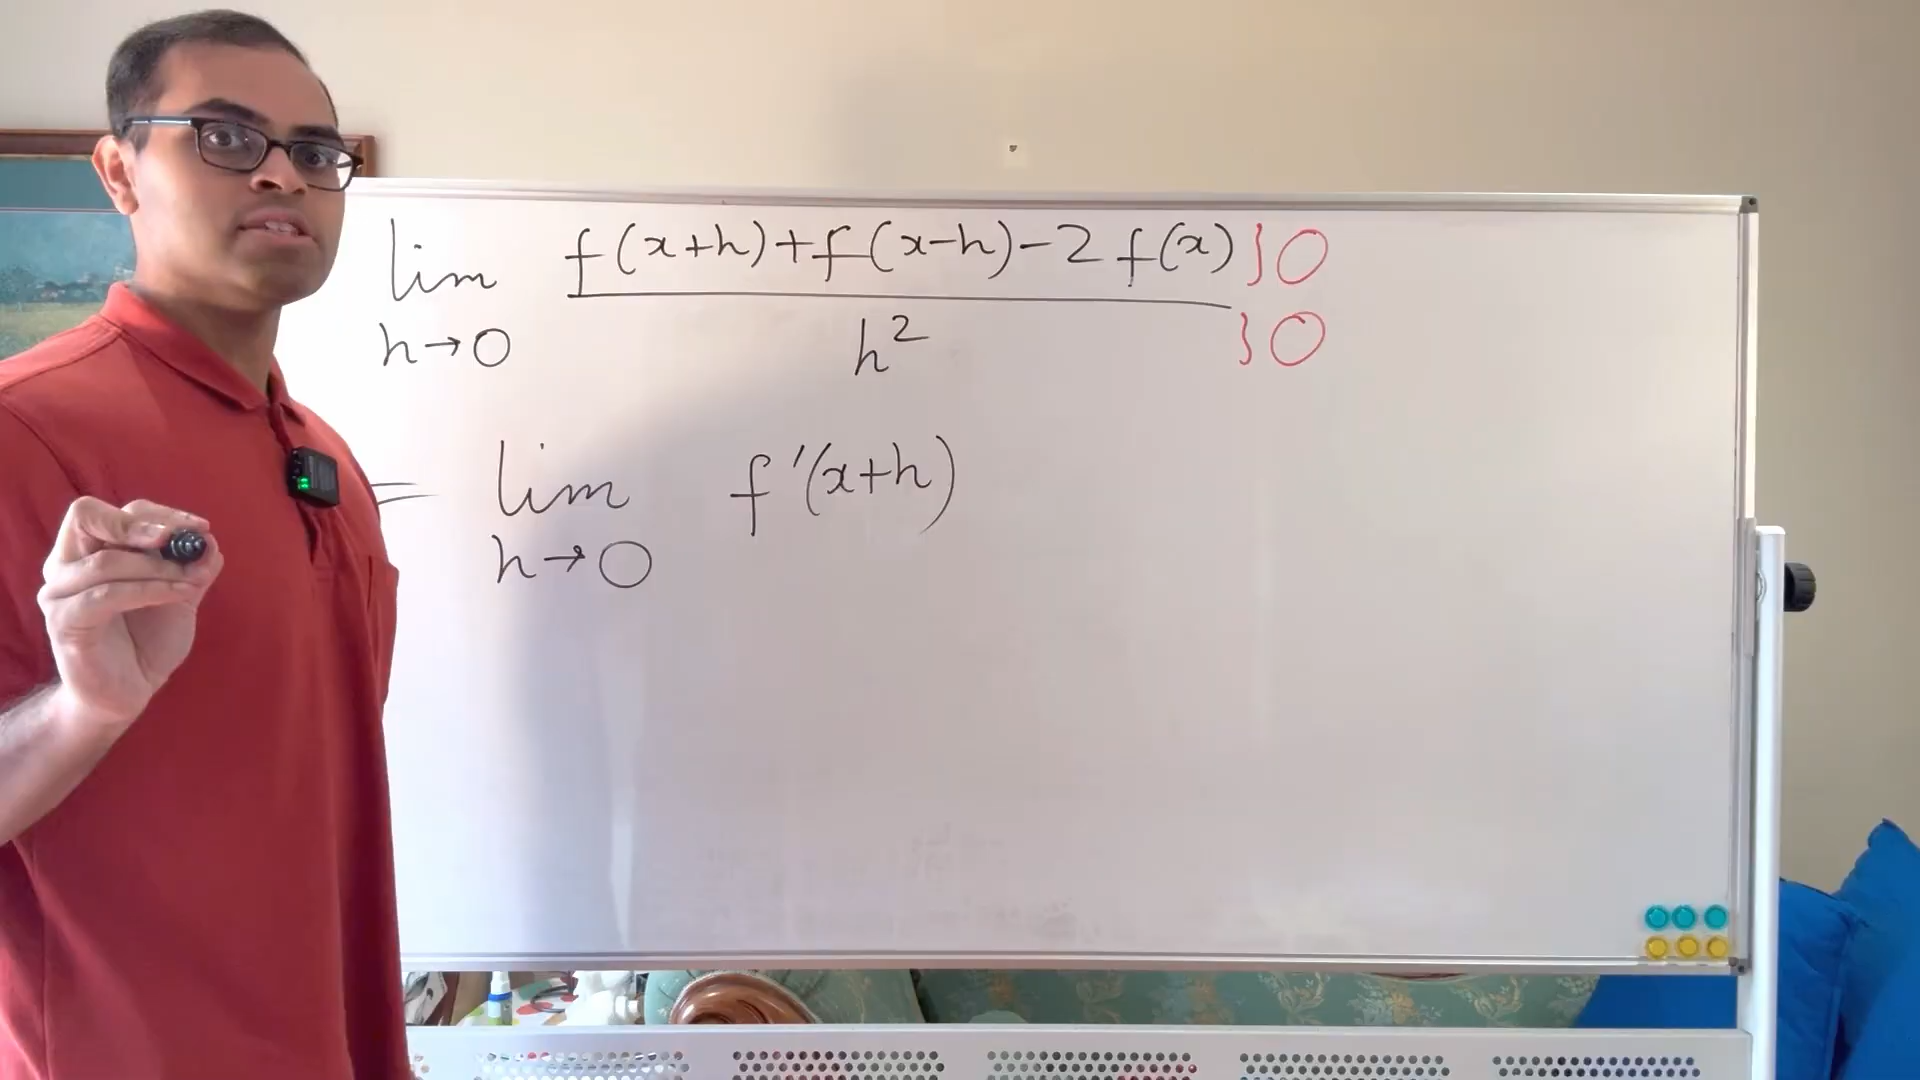 lim f(x+h)+f(x-h)-2f(x) } 0
h→0 h² } 0
= lim f'(x+h)
h→0